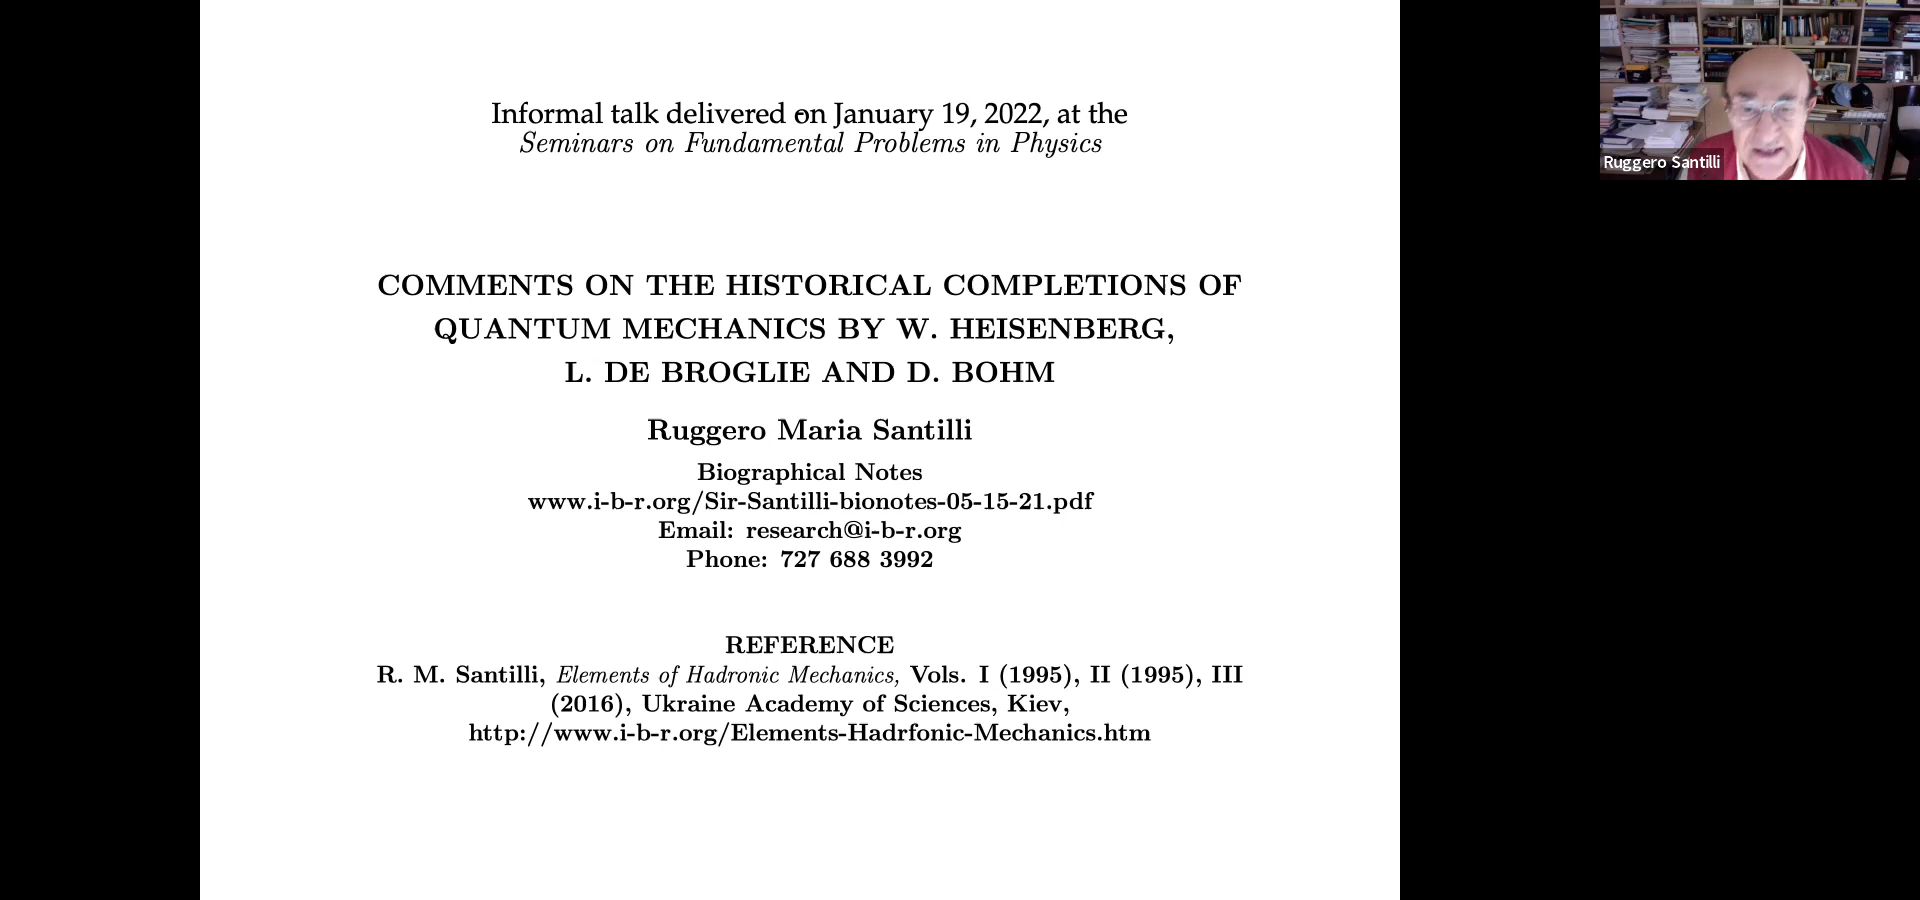 Informal talk delivered on January 19, 2022, at the
Seminars on Fundamental Problems in Physics
COMMENTS ON THE HISTORICAL COMPLETIONS OF
QUANTUM MECHANICS BY W. HEISENBERG,
L. DE BROGLIE AND D. BOHM
Ruggero Maria Santilli
Biographical Notes
www.i-b-r.org/Sir-Santilli-bionotes-05-15-21.pdf
Email: research@i-b-r.org
Phone: 727 688 3992
REFERENCE
R. M. Santilli, Elements of Hadronic Mechanics, Vols. I (1995), II (1995), III
(2016), Ukraine Academy of Sciences, Kiev,
http://www.i-b-r.org/Elements-Hadrfonic-Mechanics.htm
Ruggero Santilli